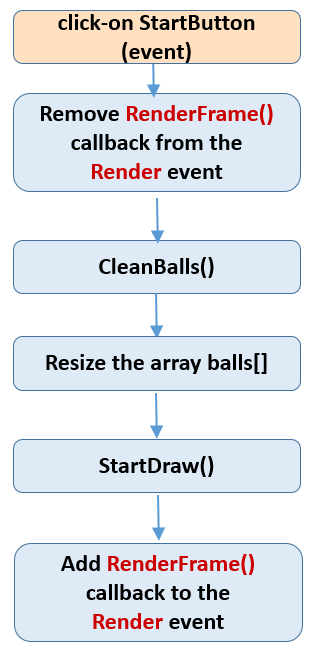 click-on StartButton
(event)
Remove RenderFrame()
callback from the
Render event
CleanBalls()
Resize the array balls[]
StartDraw()
Add RenderFrame()
callback to the
Render event